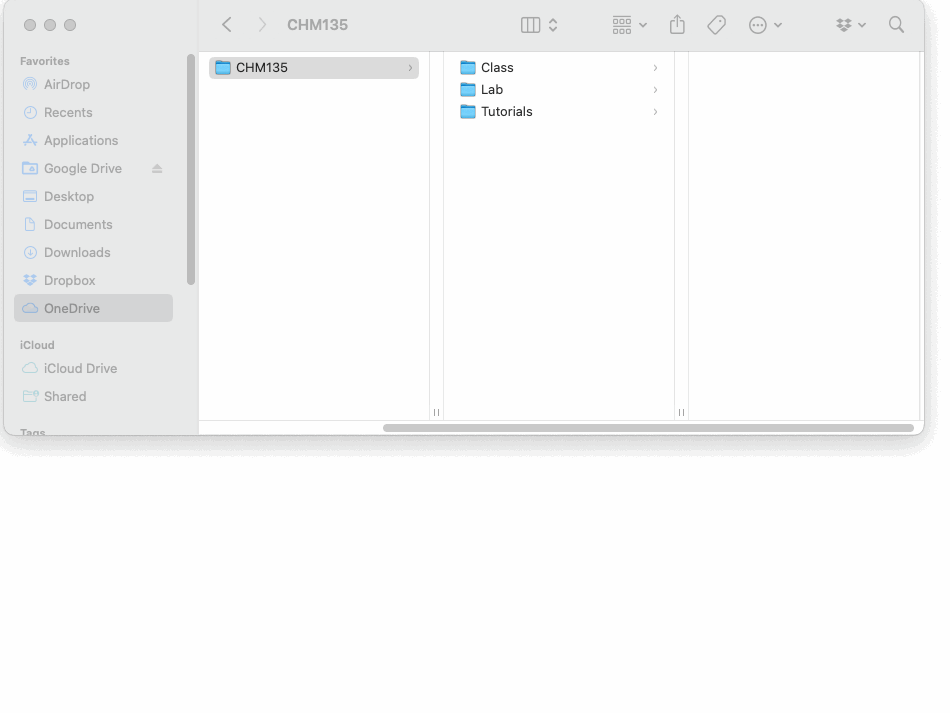 CHM135
Favorites
AirDrop
Recents
Applications
Google Drive
Desktop
Documents
Downloads
Dropbox
OneDrive
iCloud
iCloud Drive
Shared
Tags
CHM135
Class
Lab
Tutorials